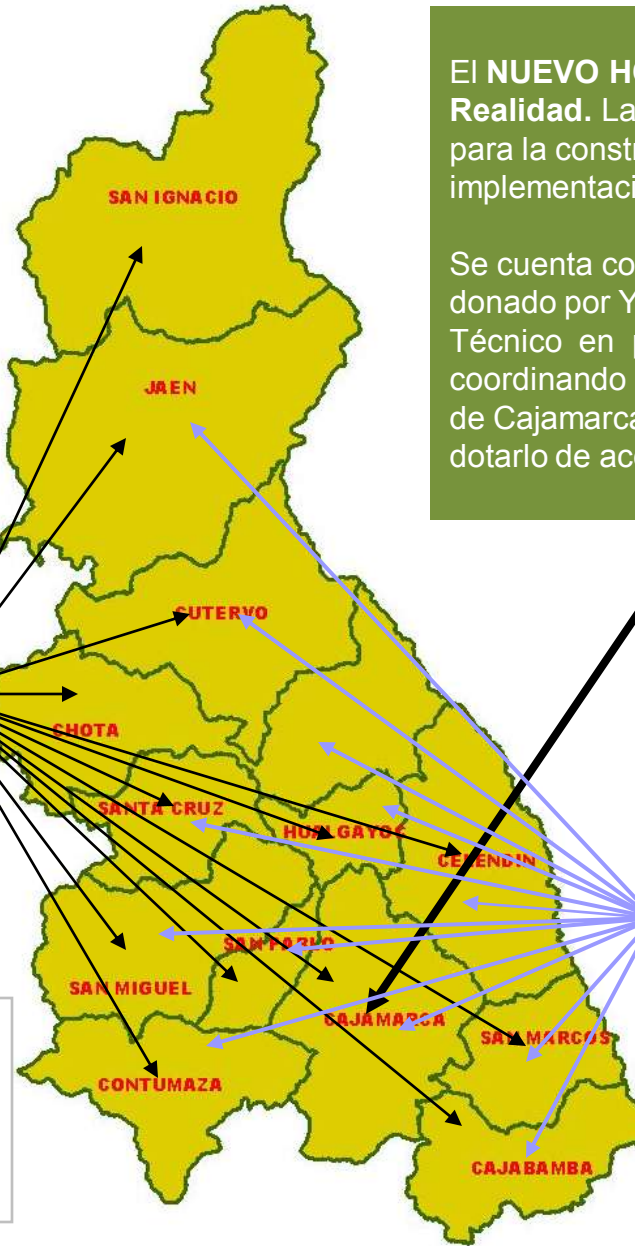 El NUEVO HO
Realidad. La
para la constr
implementaci
Se cuenta co
donado por Y
Técnico en p
coordinando
de Cajamarca
dotarlo de ac
SAN IGNACIO
JAEN
CUTERVO
CHOTA
SANTA CRUZ
HUALGAYOC
CELENDIN
SAN PABLO
SAN MIGUEL
CAJAMARCA
SAN MARCOS
CONTUMAZA
CAJABAMBA